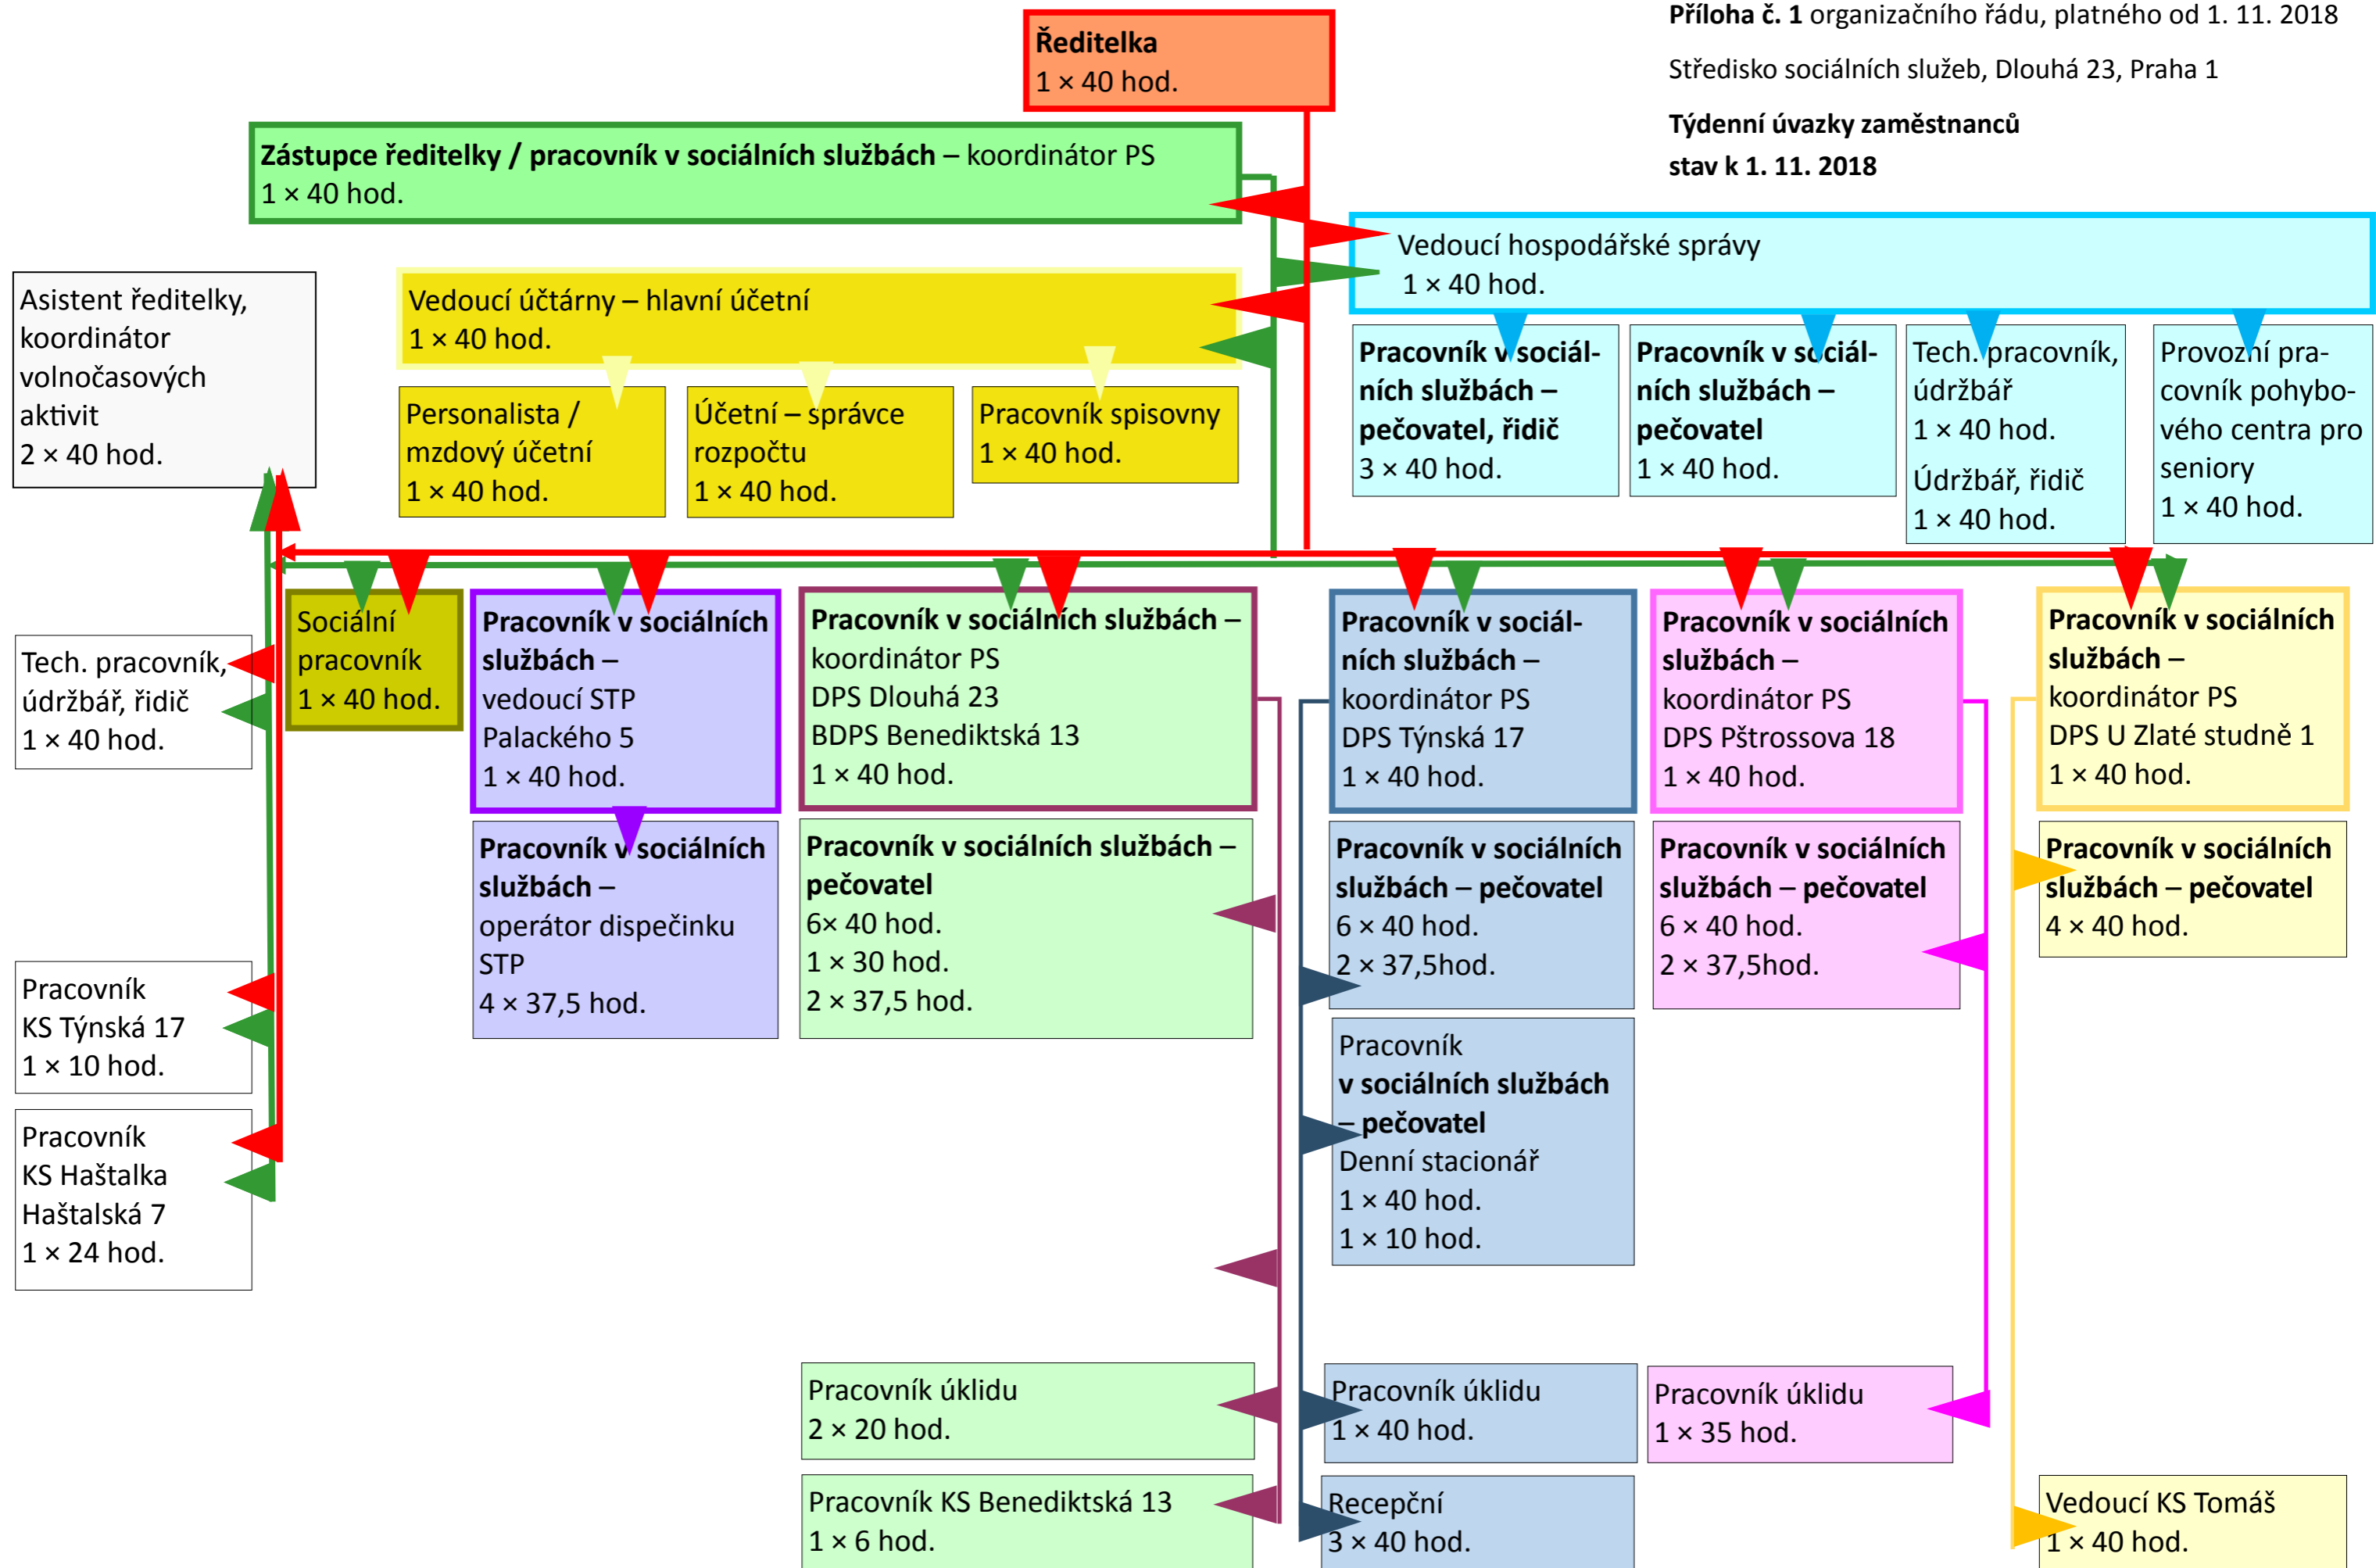 Příloha č. 1 organizačního řádu, platného od 1. 11. 2018
Středisko sociálních služeb, Dlouhá 23, Praha 1
Týdenní úvazky zaměstnanců
stav k 1. 11. 2018
Ředitelka
1 × 40 hod.
Zástupce ředitelky / pracovník v sociálních službách – koordinátor PS
1 × 40 hod.
Vedoucí hospodářské správy
1 × 40 hod.
Asistent ředitelky,
koordinátor
volnočasových
aktivit
2 × 40 hod.
Vedoucí účtárny – hlavní účetní
1 × 40 hod.
Personalista /
mzdový účetní
1 × 40 hod.
Účetní – správce
rozpočtu
1 × 40 hod.
Pracovník spisovny
1 × 40 hod.
Pracovník v sociál-
ních službách –
pečovatel, řidič
3 × 40 hod.
Pracovník v sociál-
ních službách –
pečovatel
1 × 40 hod.
Tech. pracovník,
údržbář
1 × 40 hod.
Údržbář, řidič
1 × 40 hod.
Provozní pra-
covník pohybo-
vého centra pro
seniory
1 × 40 hod.
Tech. pracovník,
údržbář, řidič
1 × 40 hod.
Pracovník
KS Týnská 17
1 × 10 hod.
Pracovník
KS Haštalka
Haštalská 7
1 × 24 hod.
Sociální
pracovník
1 × 40 hod.
Pracovník v sociálních
službách –
vedoucí STP
Palackého 5
1 × 40 hod.
Pracovník v sociálních
službách –
operátor dispečinku
STP
4 × 37,5 hod.
Pracovník v sociálních službách –
koordinátor PS
DPS Dlouhá 23
BDPS Benediktská 13
1 × 40 hod.
Pracovník v sociálních službách –
pečovatel
6× 40 hod.
1 × 30 hod.
2 × 37,5 hod.
Pracovník úklidu
2 × 20 hod.
Pracovník KS Benediktská 13
1 × 6 hod.
Pracovník v sociál-
ních službách –
koordinátor PS
DPS Týnská 17
1 × 40 hod.
Pracovník v sociálních
službách – pečovatel
6 × 40 hod.
2 × 37,5hod.
Pracovník
v sociálních službách
– pečovatel
Denní stacionář
1 × 40 hod.
1 × 10 hod.
Pracovník úklidu
1 × 40 hod.
Recepční
3 × 40 hod.
Pracovník v sociálních
službách –
koordinátor PS
DPS Pštrossova 18
1 × 40 hod.
Pracovník v sociálních
službách – pečovatel
6 × 40 hod.
2 × 37,5hod.
Pracovník úklidu
1 × 35 hod.
Pracovník v sociálních
službách –
koordinátor PS
DPS U Zlaté studně 1
1 × 40 hod.
Pracovník v sociálních
službách – pečovatel
4 × 40 hod.
Vedoucí KS Tomáš
1 × 40 hod.